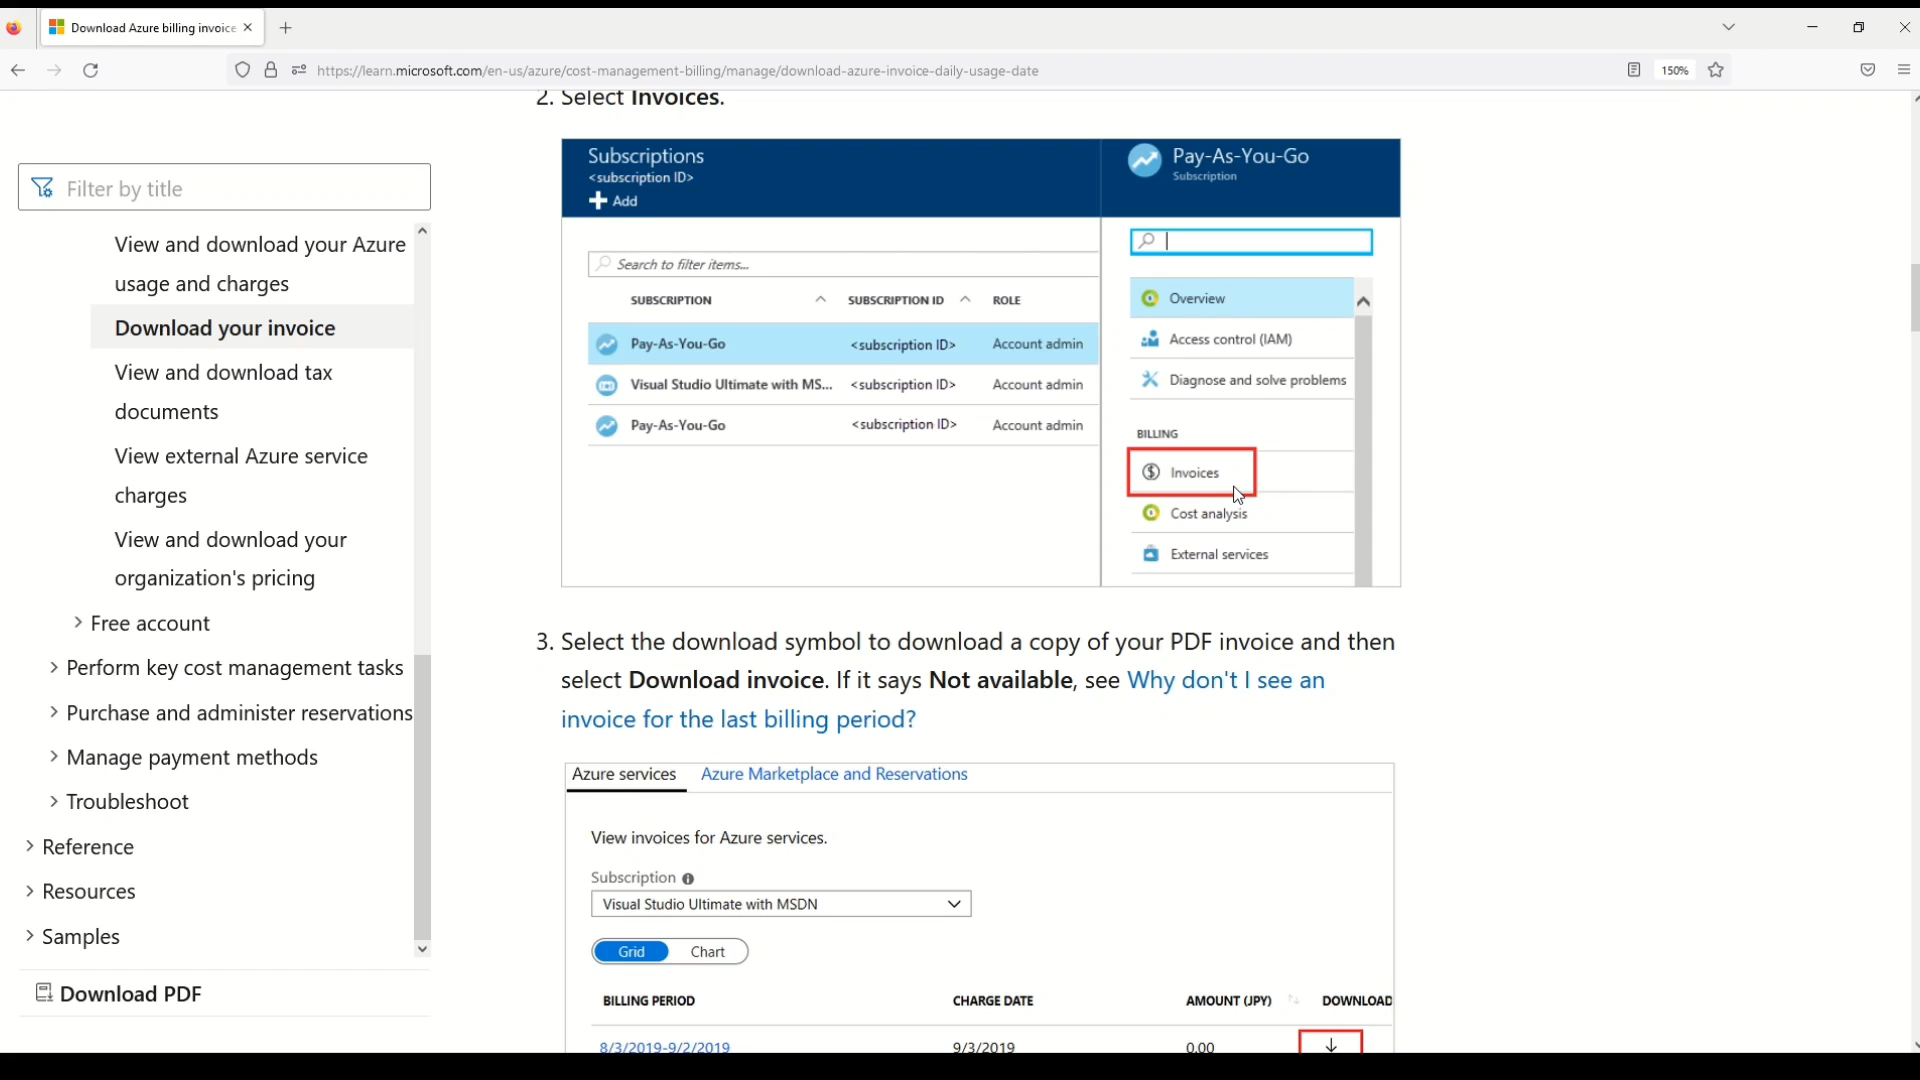 Download Azure billing invoice
https://learn.microsoft.com/en-us/azure/cost-management-billing/manage/download-azure-invoice-daily-usage-date
150%
Filter by title
View and download your Azure
usage and charges
Download your invoice
View and download tax
documents
View external Azure service
charges
View and download your
organization's pricing
Free account
Perform key cost management tasks
Purchase and administer reservations
Manage payment methods
Troubleshoot
Reference
Resources
Samples
Download PDF
2. Select Invoices.
Subscriptions
<subscription ID>
Add
Search to filter items...
SUBSCRIPTION SUBSCRIPTION ID ROLE
Pay-As-You-Go <subscription ID> Account admin
Visual Studio Ultimate with MS... <subscription ID> Account admin
Pay-As-You-Go <subscription ID> Account admin
Pay-As-You-Go
Subscription
Overview
Access control (IAM)
Diagnose and solve problems
BILLING
Invoices
Cost analysis
External services
3. Select the download symbol to download a copy of your PDF invoice and then
select Download invoice. If it says Not available, see Why don't I see an
invoice for the last billing period?
Azure services Azure Marketplace and Reservations
View invoices for Azure services.
Subscription
Visual Studio Ultimate with MSDN
Grid Chart
BILLING PERIOD CHARGE DATE AMOUNT (JPY) DOWNLOAD
8/3/2019-9/2/2019 9/3/2019 0.00